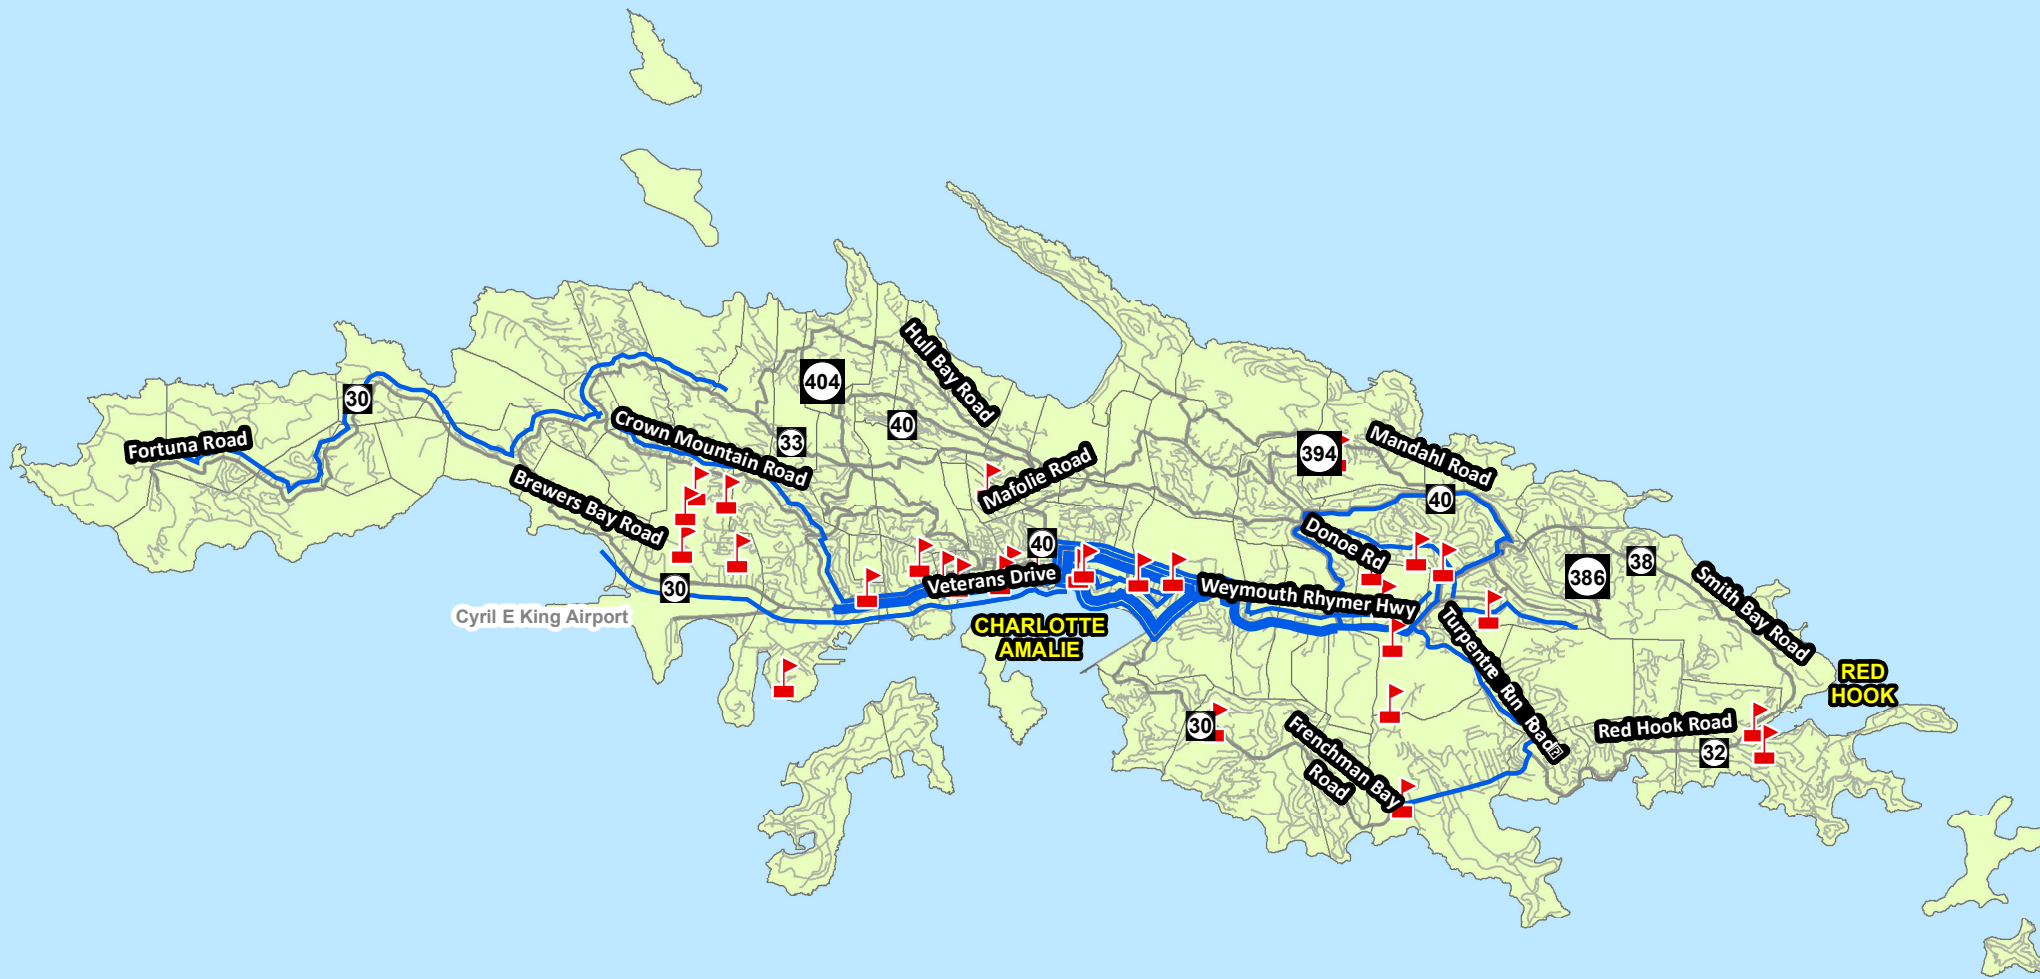 Hull Bay Road
404
30
40
Crown Mountain Road
33
Fortuna Road
Mandahl Road
394
Mafolie Road
40
Brewers Bay Road
Donoe Rd
40
38
386
Veterans Drive
30
Weymouth Rhymer Hwy
Smith Bay Road
Cyril E King Airport
CHARLOTTE
AMALIE
Turpentine Run Road
RED
HOOK
30
Frenchman Bay
Road
Red Hook Road
32